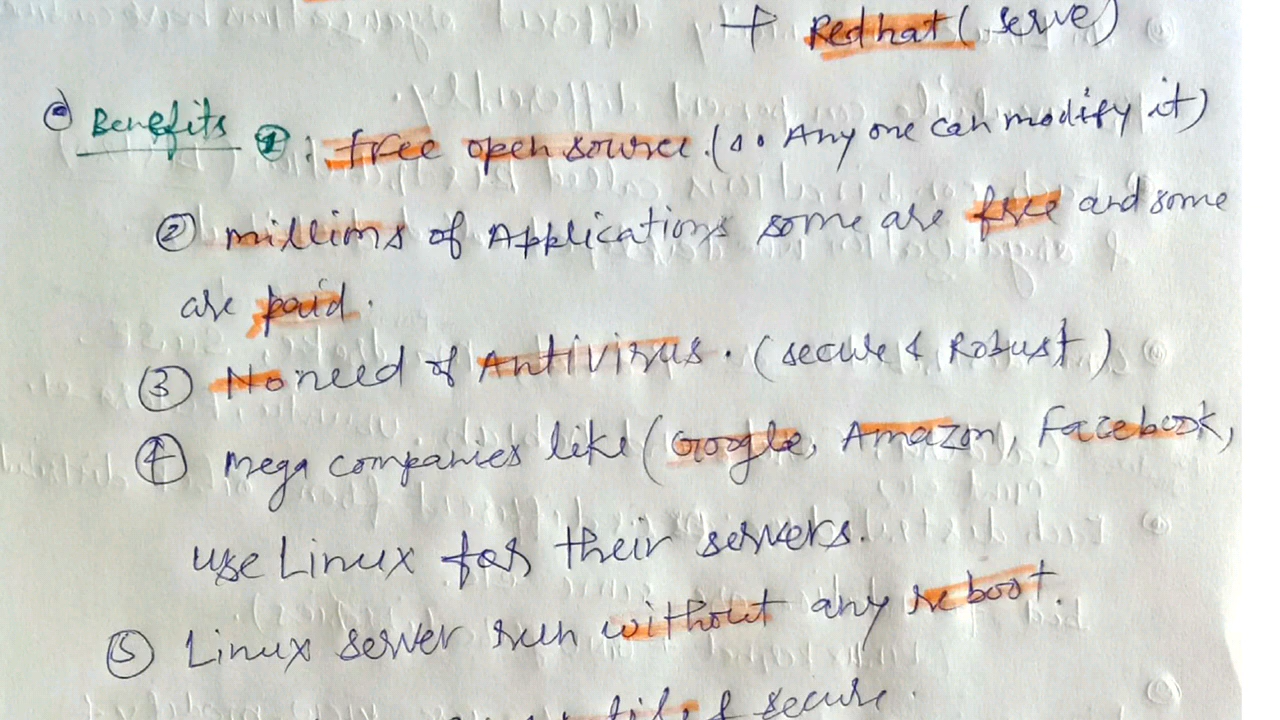 → Redhat ( serve)
Benefits ① : free open source. (so Any one can modify it)
② millions of Applications some are free and some
are paid.
③ No need of Antivirus. (secure & Robust)
④ Mega companies like (Google, Amazon, Facebook,
use Linux for their servers.
⑤ Linux server run without any reboot.
& secure.